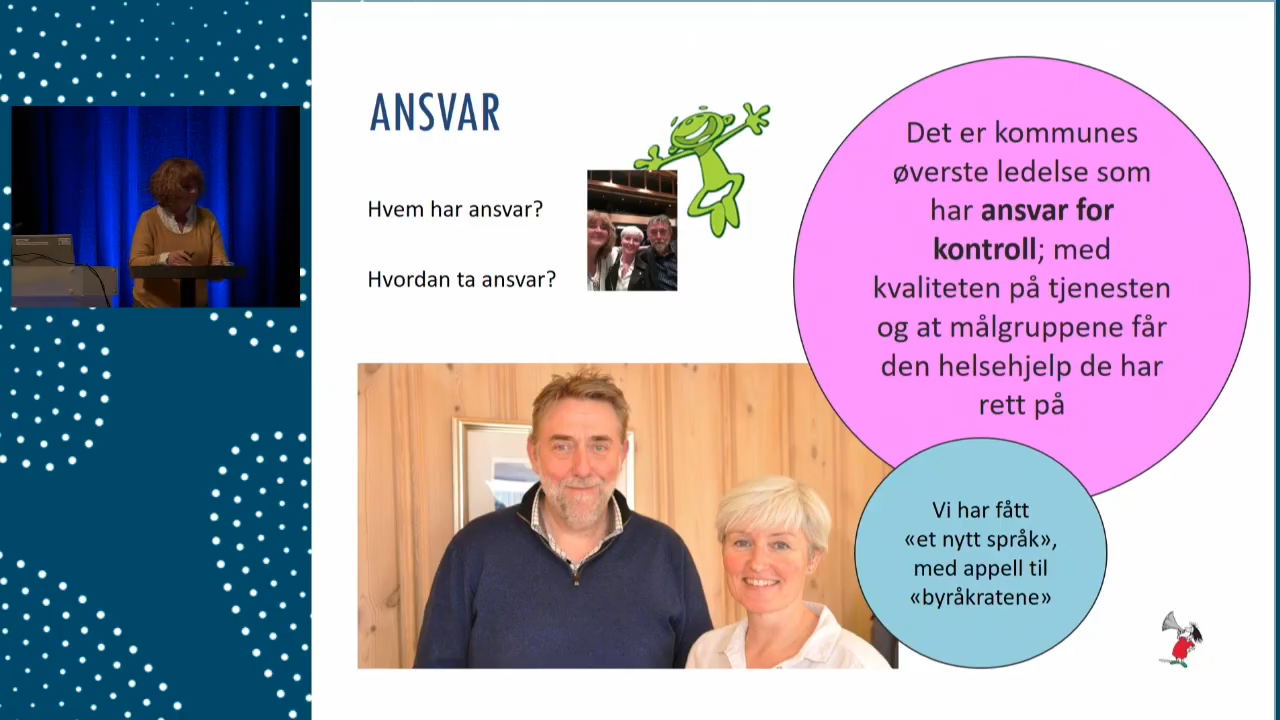 ANSVAR
Hvem har ansvar?
Hvordan ta ansvar?
Det er kommunes
øverste ledelse som
har ansvar for
kontroll; med
kvaliteten på tjenesten
og at målgruppene får
den helsehjelp de har
rett på
Vi har fått
«et nytt språk»,
med appell til
«byråkratene»